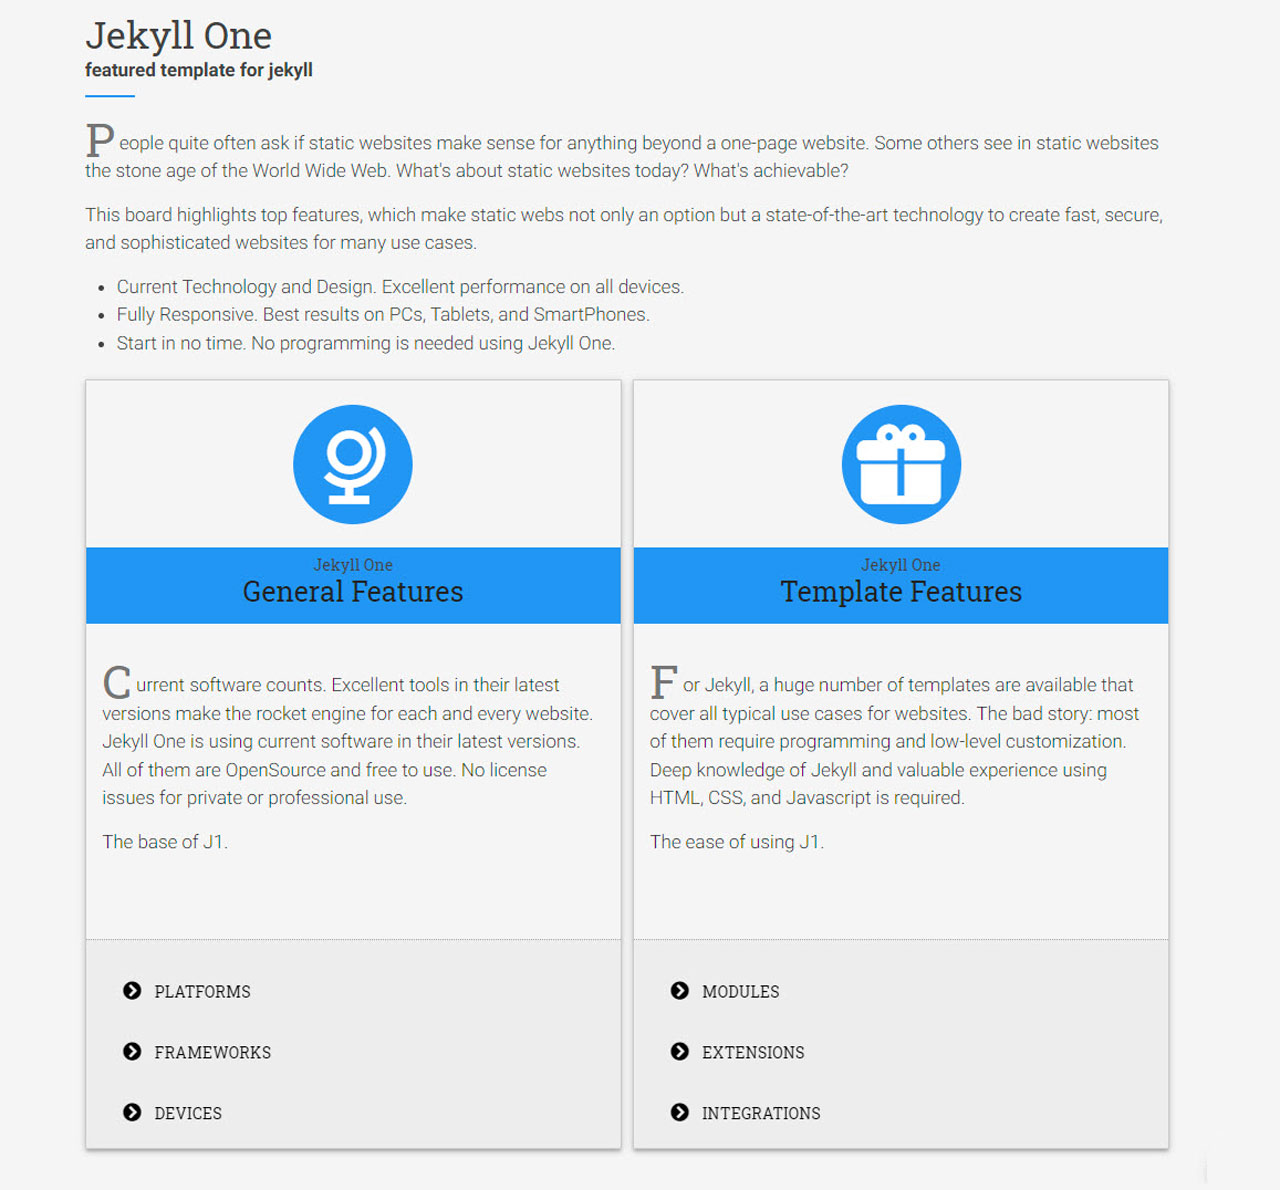 Jekyll One
featured template for jekyll
People quite often ask if static websites make sense for anything beyond a one-page website. Some others see in static websites
the stone age of the World Wide Web. What's about static websites today? What's achievable?
This board highlights top features, which make static webs not only an option but a state-of-the-art technology to create fast, secure,
and sophisticated websites for many use cases.
• Current Technology and Design. Excellent performance on all devices.
• Fully Responsive. Best results on PCs, Tablets, and SmartPhones.
• Start in no time. No programming is needed using Jekyll One.
Jekyll One
General Features
Current software counts. Excellent tools in their latest
versions make the rocket engine for each and every website.
Jekyll One is using current software in their latest versions.
All of them are OpenSource and free to use. No license
issues for private or professional use.
The base of J1.
PLATFORMS
FRAMEWORKS
DEVICES
Jekyll One
Template Features
For Jekyll, a huge number of templates are available that
cover all typical use cases for websites. The bad story: most
of them require programming and low-level customization.
Deep knowledge of Jekyll and valuable experience using
HTML, CSS, and Javascript is required.
The ease of using J1.
MODULES
EXTENSIONS
INTEGRATIONS